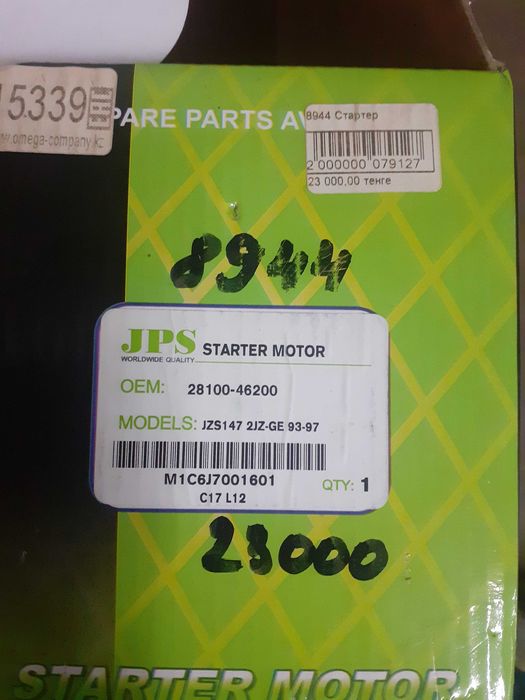 15339
www.omega-company.kz
SPARE PARTS AV
8944 Стартер
2 000000 079127
23 000,00 тенге
8944
JPS
WORLDWIDE QUALITY
STARTER MOTOR
OEM: 28100-46200
MODELS: JZS147 2JZ-GE 93-97
M1C6J7001601
QTY: 1
C17 L12
23000
STARTER MOTOR